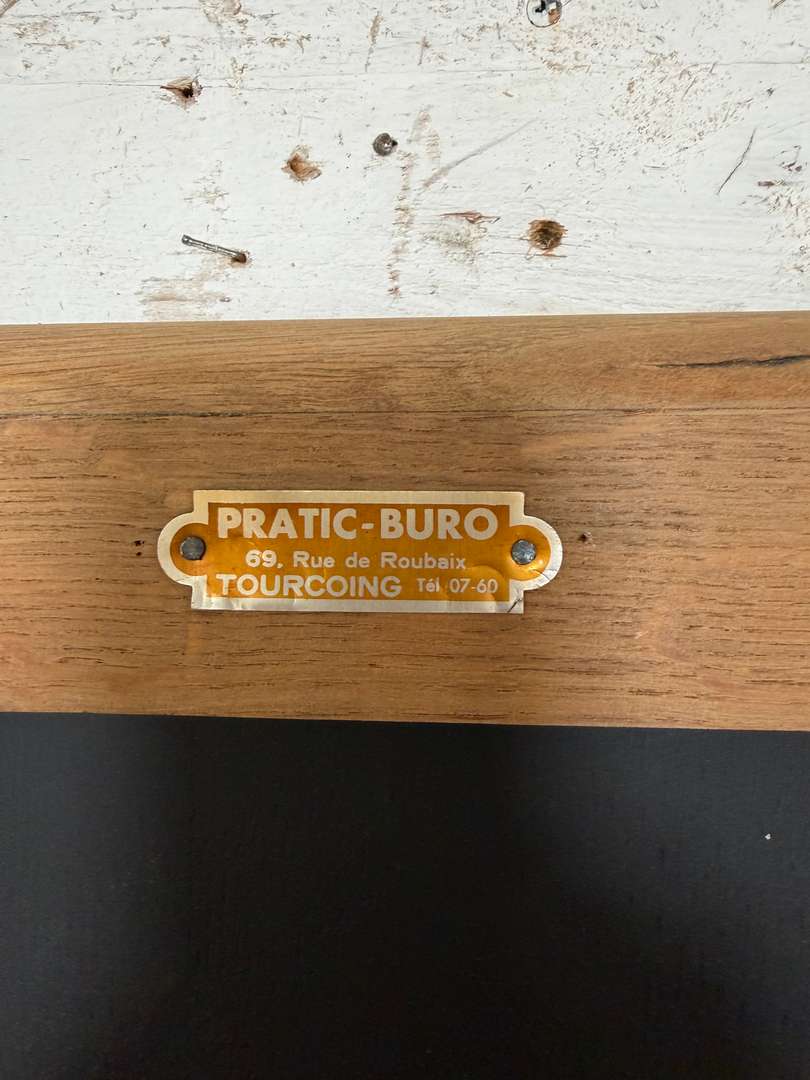 PRATIC-BURO
69, Rue de Roubaix
TOURCOING Tél. 07-60